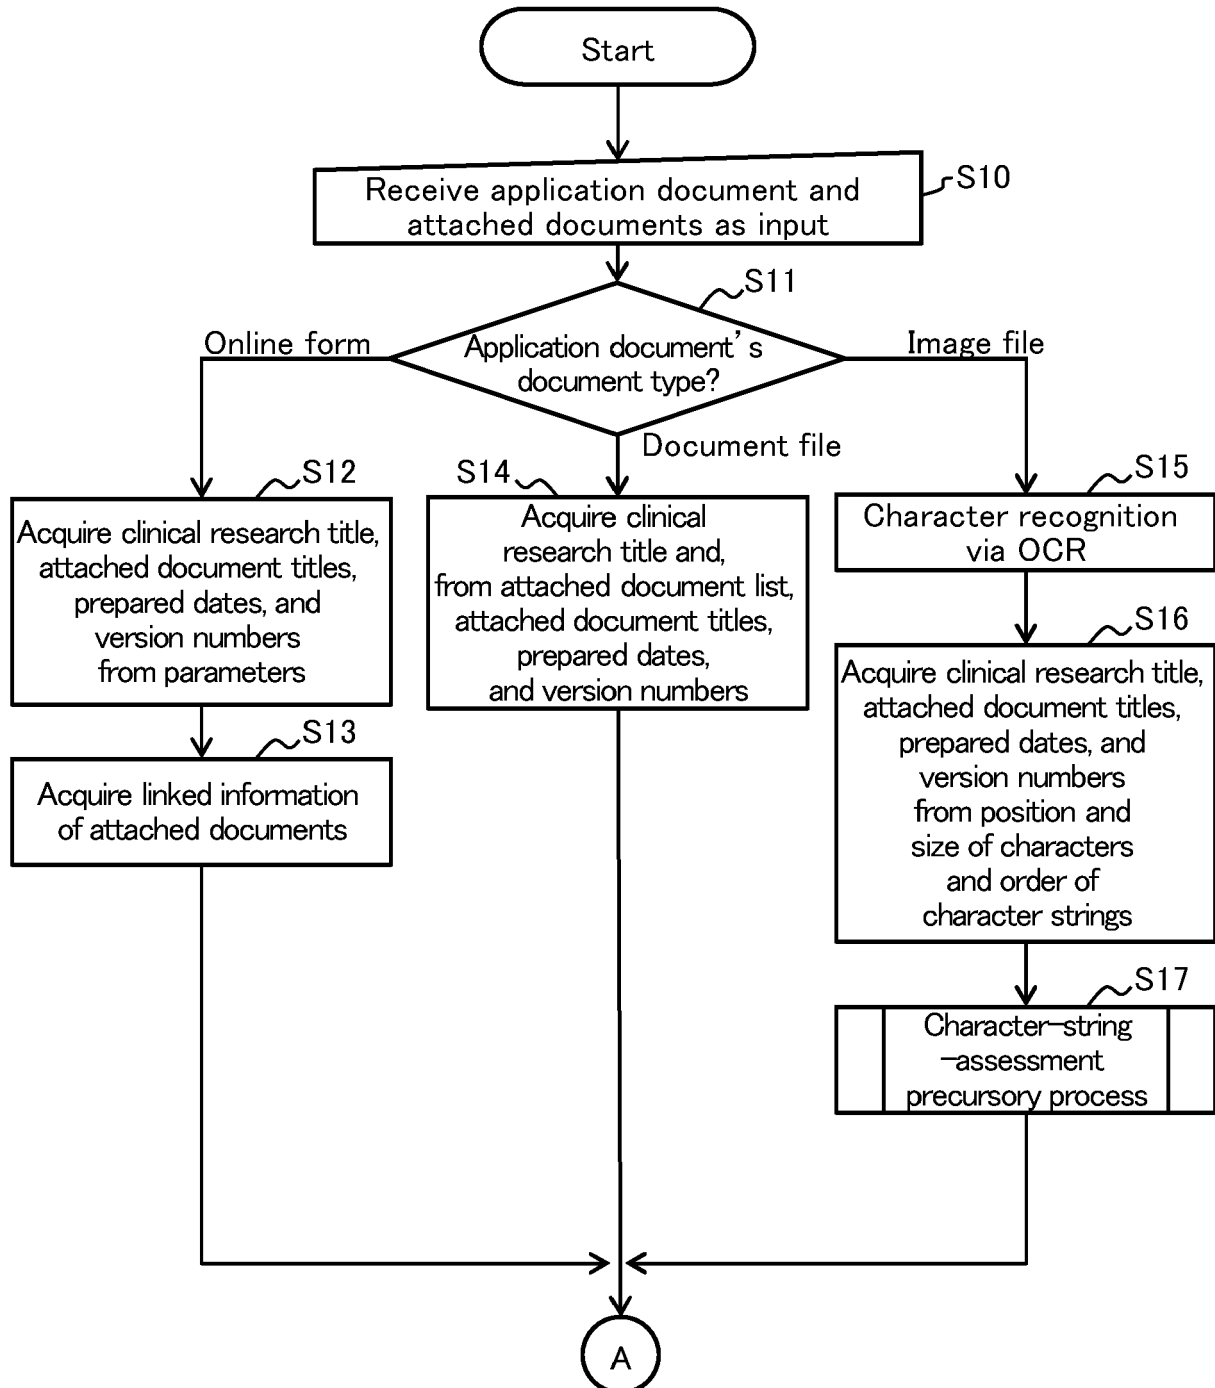 Start
Receive application document and
attached documents as input
S10
S11
Application document’s
document type?
Online form
Document file
Image file
S12
Acquire clinical research title,
attached document titles,
prepared dates, and
version numbers
from parameters
S13
Acquire linked information
of attached documents
S14
Acquire clinical
research title and,
from attached document list,
attached document titles,
prepared dates,
and version numbers
S15
Character recognition
via OCR
S16
Acquire clinical research title,
attached document titles,
prepared dates, and
version numbers
from position and
size of characters
and order of
character strings
S17
Character-string
-assessment
precursory process
A